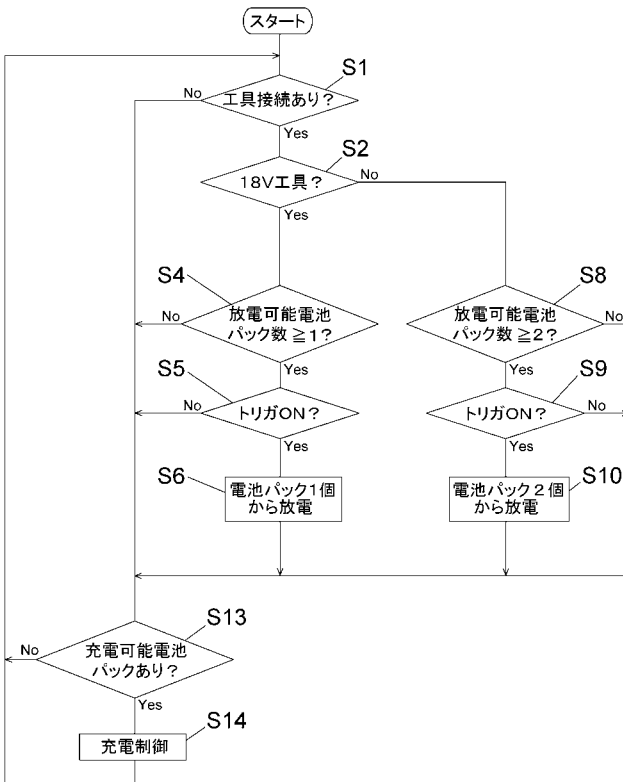 スタート
S1
工具接続あり?
No
Yes
S2
18V工具?
No
Yes
S4
放電可能電池
パック数≧1?
No
Yes
S8
放電可能電池
パック数≧2?
No
Yes
S5
トリガON?
No
Yes
S9
トリガON?
No
Yes
S6
電池パック1個
から放電
S10
電池パック2個
から放電
S13
充電可能電池
パックあり?
No
Yes
S14
充電制御